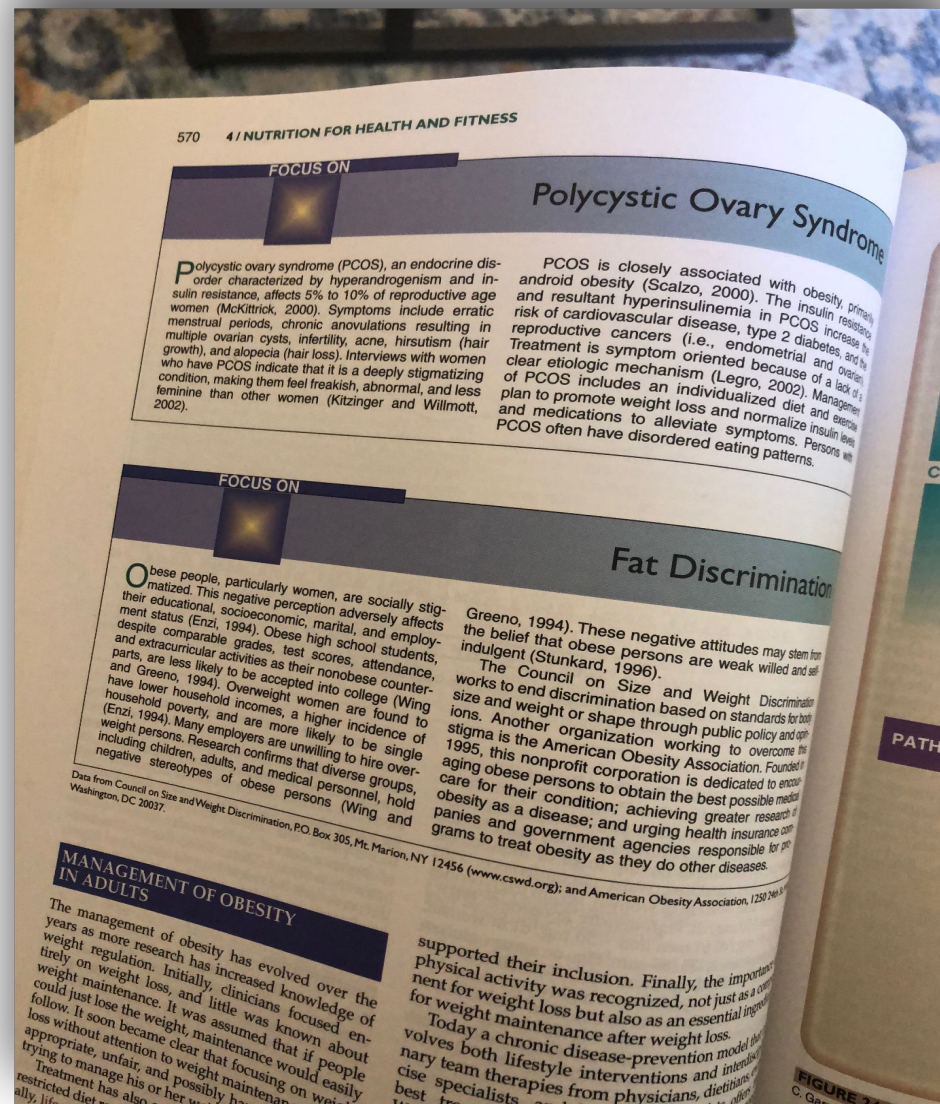 570 4 / NUTRITION FOR HEALTH AND FITNESS
FOCUS ON
Polycystic Ovary Syndrome
Polycystic ovary syndrome (PCOS), an endocrine dis-
order characterized by hyperandrogenism and in-
sulin resistance, affects 5% to 10% of reproductive age
women (McKittrick, 2000). Symptoms include erratic
menstrual periods, chronic anovulations resulting in
multiple ovarian cysts, infertility, acne, hirsutism (hair
growth), and alopecia (hair loss). Interviews with women
who have PCOS indicate that it is a deeply stigmatizing
condition, making them feel freakish, abnormal, and less
feminine than other women (Kitzinger and Willmott,
2002).
PCOS is closely associated with obesity, primarily
android obesity (Scalzo, 2000). The insulin resistance
and resultant hyperinsulinemia in PCOS increase the
risk of cardiovascular disease, type 2 diabetes, and the
reproductive cancers (i.e., endometrial and ovarian)
Treatment is symptom oriented because of a lack of a
clear etiologic mechanism (Legro, 2002). Management
of PCOS includes an individualized diet and exercise
plan to promote weight loss and normalize insulin levels
and medications to alleviate symptoms. Persons with
PCOS often have disordered eating patterns.
FOCUS ON
Fat Discrimination
Obese people, particularly women, are socially stig-
matized. This negative perception adversely affects
their educational, socioeconomic, marital, and employ-
ment status (Enzi, 1994). Obese high school students,
despite comparable grades, test scores, attendance,
and extracurricular activities as their nonobese counter-
parts, are less likely to be accepted into college (Wing
and Greeno, 1994). Overweight women are found to
have lower household incomes, a higher incidence of
household poverty, and are more likely to be single
(Enzi, 1994). Many employers are unwilling to hire over-
weight persons. Research confirms that diverse groups,
including children, adults, and medical personnel, hold
negative stereotypes of obese persons (Wing and
Greeno, 1994). These negative attitudes may stem from
the belief that obese persons are weak willed and self-
indulgent (Stunkard, 1996).
The Council on Size and Weight Discrimination
works to end discrimination based on standards for body
size and weight or shape through public policy and opin-
ions. Another organization working to overcome this
stigma is the American Obesity Association. Founded in
1995, this nonprofit corporation is dedicated to encour-
aging obese persons to obtain the best possible medical
care for their condition; achieving greater research of
obesity as a disease; and urging health insurance com-
panies and government agencies responsible for pro-
grams to treat obesity as they do other diseases.
Data from Council on Size and Weight Discrimination, P.O. Box 305, Mt. Marion, NY 12456 (www.cswd.org); and American Obesity Association, 1250 24th St.
Washington, DC 20037.
MANAGEMENT OF OBESITY
IN ADULTS
The management of obesity has evolved over the
years as more research has increased knowledge of
weight regulation. Initially, clinicians focused en-
tirely on weight loss, and little was known about
weight maintenance. It was assumed that if people
could just lose the weight, maintenance would easily
follow. It soon became clear that focusing on weight
loss without attention to weight maintenance
appropriate, unfair, and possibly
trying to manage his or her
Treatment has also
restricted diet
supported their inclusion. Finally, the importance
physical activity was recognized, not just as a
nent for weight loss but also as an essential
for weight maintenance after weight loss.
Today a chronic disease-prevention model
volves both lifestyle interventions and
nary team therapies from physicians, dietitians,
cise specialists,
best
PATH
FIGURE